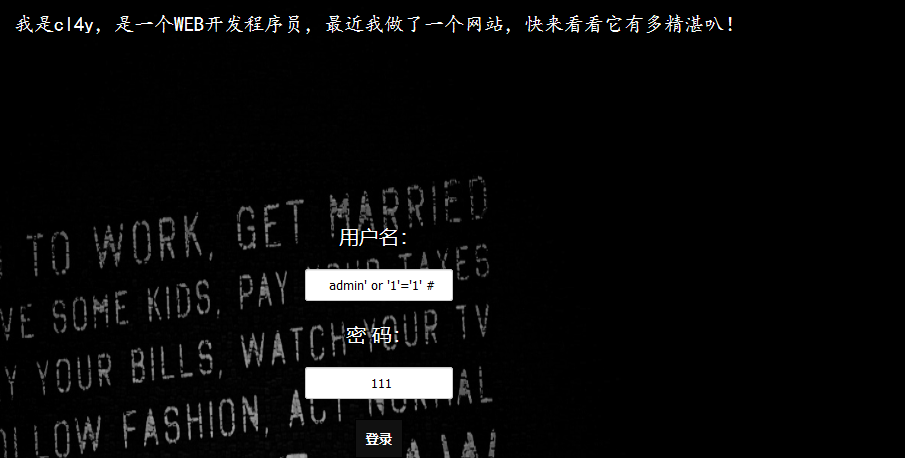 我是cl4y，是一个WEB开发程序员，最近我做了一个网站，快来看看它有多精湛叭！
TO WORK, GET MARRIED
用户名：
VE SOME KIDS, PAY YOUR TAXES
admin' or '1'='1' #
Y YOUR BILLS, WATCH YOUR TV
密 码：
111
OLLOW FASHION, ACT NORMAL
登录
LAW